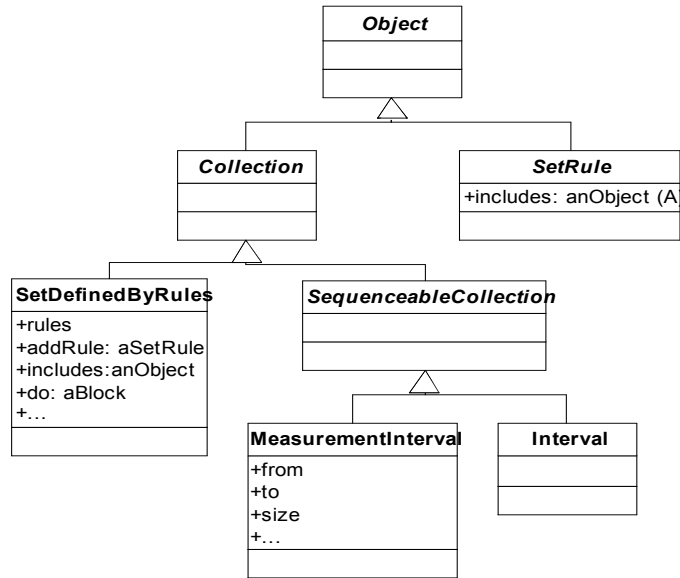 Object
Collection
SetRule
+includes: anObject (A)
SetDefinedByRules
+rules
+addRule: aSetRule
+includes:anObject
+do: aBlock
+...
SequenceableCollection
MeasurementInterval
+from
+to
+size
+...
Interval